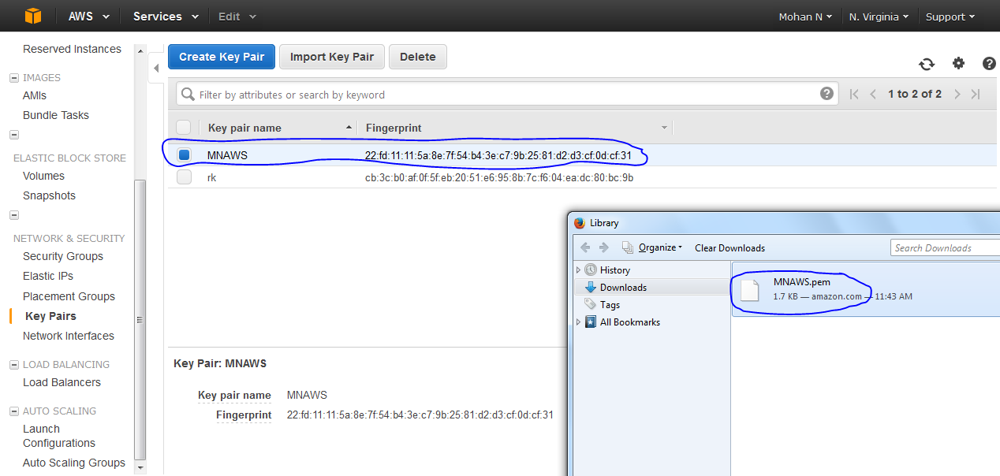 AWS Services Edit Mohan N N. Virginia Support
Reserved Instances
IMAGES
AMIs
Bundle Tasks
ELASTIC BLOCK STORE
Volumes
Snapshots
NETWORK & SECURITY
Security Groups
Elastic IPs
Placement Groups
Key Pairs
Network Interfaces
LOAD BALANCING
Load Balancers
AUTO SCALING
Launch
Configurations
Auto Scaling Groups
Create Key Pair Import Key Pair Delete
Filter by attributes or search by keyword 1 to 2 of 2
Key pair name Fingerprint
MNAWS 22:fd:11:11:5a:8e:7f:54:b4:3e:c7:9b:25:81:d2:d3:cf:0d:cf:31
rk cb:3c:b0:af:0f:5f:eb:20:51:e6:95:8b:7c:f6:04:ea:dc:80:bc:9b
Key Pair: MNAWS
Key pair name MNAWS
Fingerprint 22:fd:11:11:5a:8e:7f:54:b4:3e:c7:9b:25:81:d2:d3:cf:0d:cf:31
Library
Organize Clear Downloads Search Downloads
History
Downloads
Tags
All Bookmarks
MNAWS.pem
1.7 KB — amazon.com — 11:43 AM